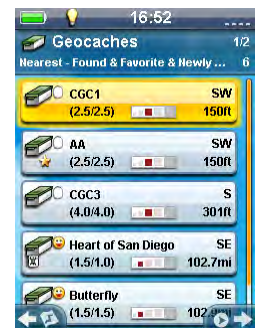 16:52
Geocaches 1/2
Nearest - Found & Favorite & Newly ... 6
CGC1 SW
(2.5/2.5) 150ft
AA SW
(2.5/2.5) 150ft
CGC3 S
(4.0/4.0) 301ft
Heart of San Diego SE
(1.5/1.0) 102.7mi
Butterfly SE
(1.5/1.5)